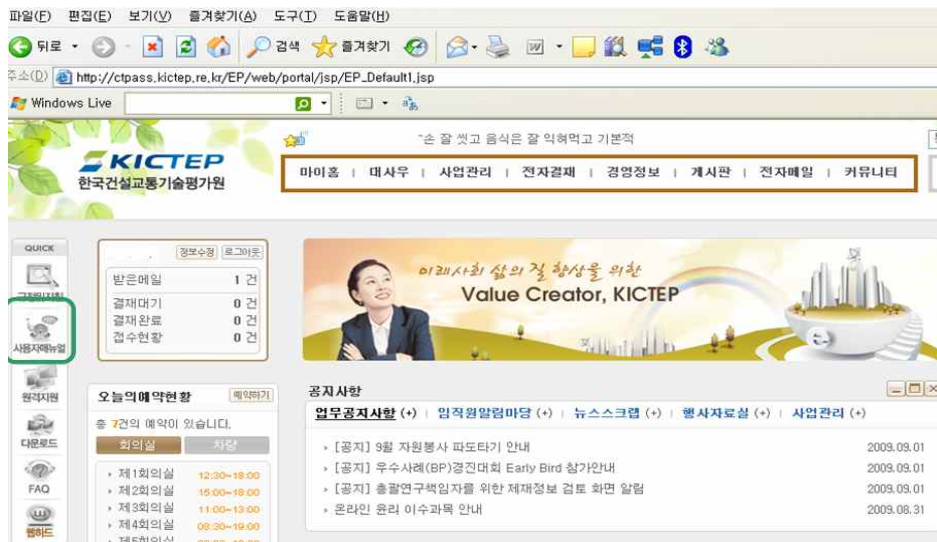 파일(F) 편집(E) 보기(V) 즐겨찾기(A) 도구(T) 도움말(H)
뒤로 검색 즐겨찾기
주소(D) http://ctpass.kictep.re.kr/EP/web/portal/jsp/EP_Default1.jsp
Windows Live
"손 잘 씻고 음식은 잘 익혀먹고 기본적
KICTEP
한국건설교통기술평가원
마이홈 | 대사우 | 사업관리 | 전자결재 | 경영정보 | 게시판 | 전자메일 | 커뮤니티
QUICK
사용자매뉴얼
원격지원
다운로드
FAQ
웹하드
정보수정 로그아웃
받은메일 1 건
결재대기 0 건
결재완료 0 건
접수현황 0 건
미래사회 삶의 질 향상을 위한
Value Creator, KICTEP
오늘의예약현황 예약하기
총 7건의 예약이 있습니다.
회의실 차량
제1회의실 12:30~18:00
제2회의실 15:00~18:00
제3회의실 11:00~13:00
제4회의실 08:30~19:00
제5회의실
공지사항
업무공지사항 (+) | 임직원알림마당 (+) | 뉴스스크랩 (+) | 행사자료실 (+) | 사업관리 (+)
[공지] 9월 자원봉사 파도타기 안내 2009.09.01
[공지] 우수사례(BP)경진대회 Early Bird 참가안내 2009.09.01
[공지] 총괄연구책임자를 위한 제재정보 검토 화면 알림 2009.09.01
온라인 윤리 이수과목 안내 2009.08.31